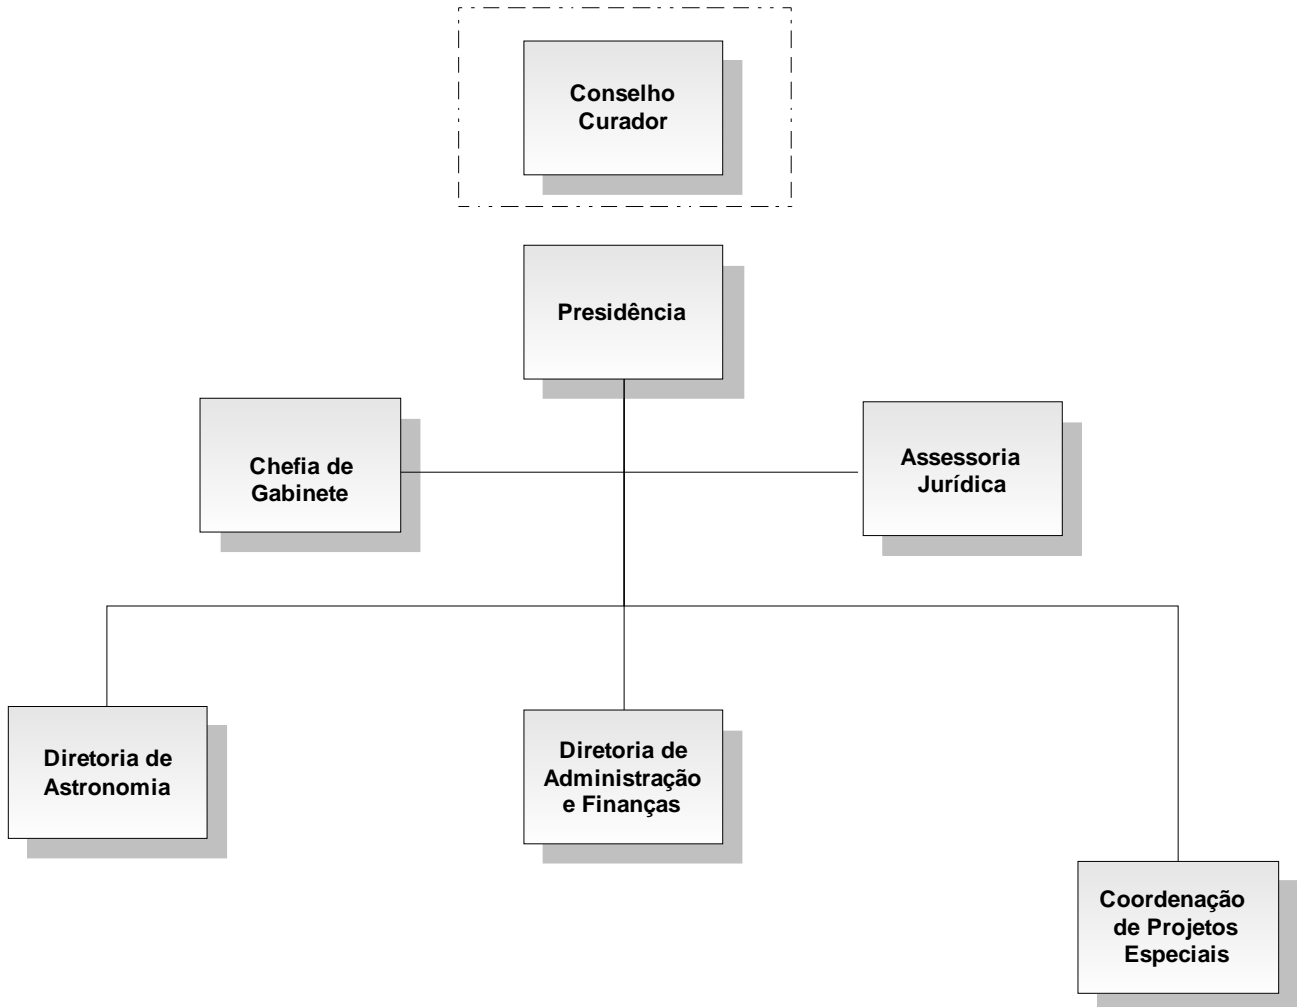 Conselho
Curador
Presidência
Chefia de
Gabinete
Assessoria
Jurídica
Diretoria de
Astronomia
Diretoria de
Administração
e Finanças
Coordenação
de Projetos
Especiais